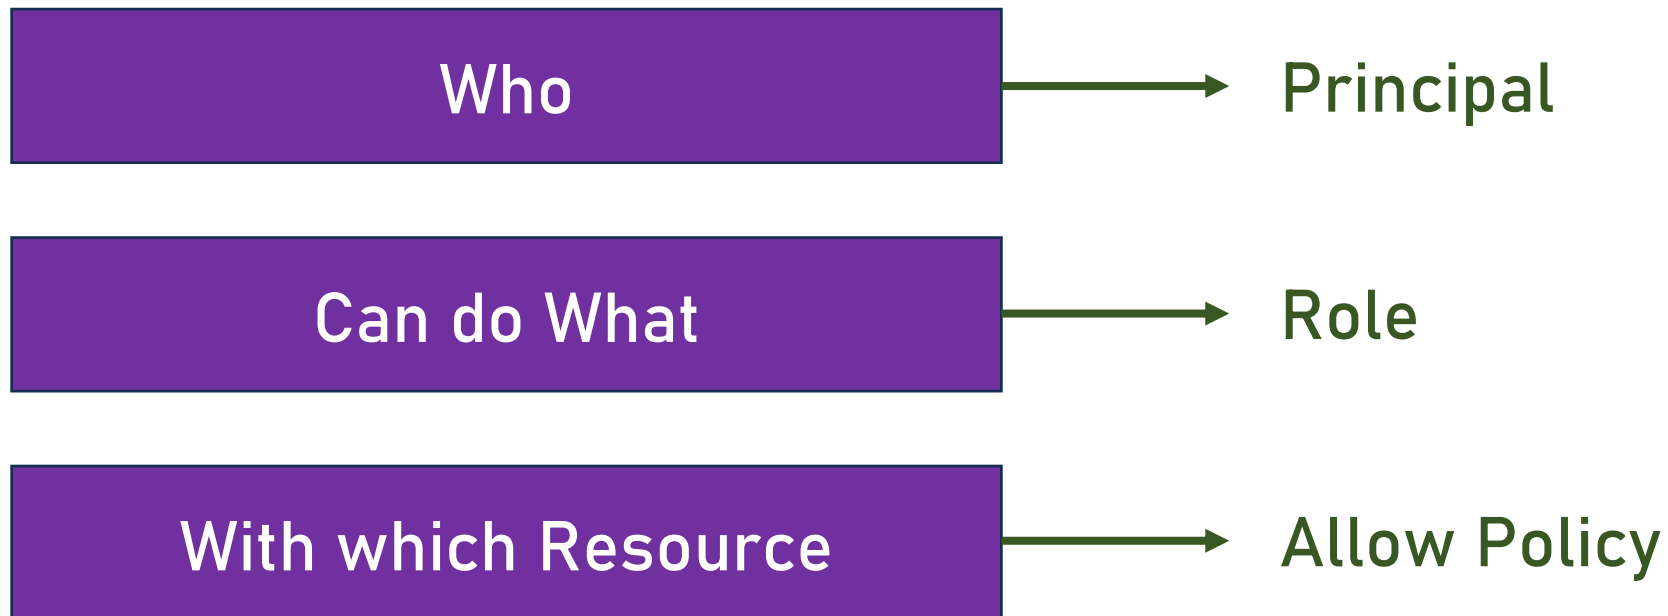 Who
Principal
Can do What
Role
With which Resource
Allow Policy